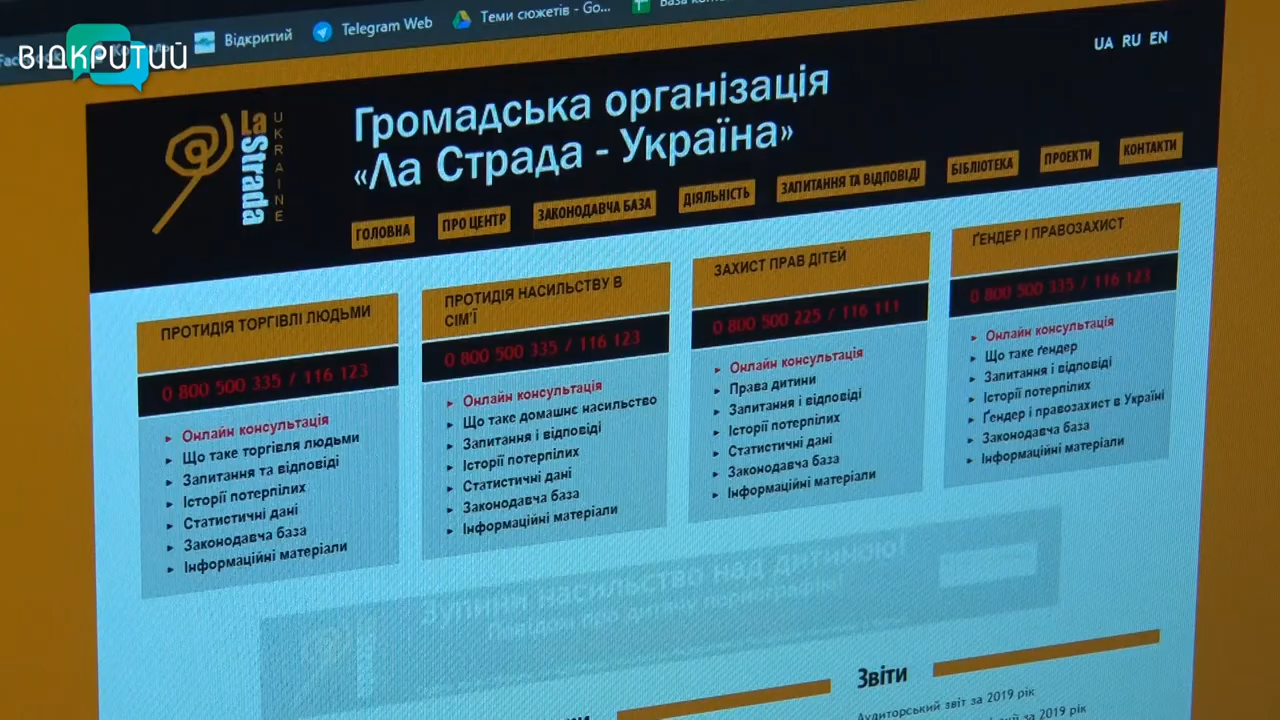 Відкритий
Telegram Web
Теми сюжетів - Go...
ВІДКРИТИЙ
UA RU EN
La Strada
UKRAINE
Громадська організація
«Ла Страда - Україна»
ГОЛОВНА
ПРО ЦЕНТР
ЗАКОНОДАВЧА БАЗА
ДІЯЛЬНІСТЬ
ЗАПИТАННЯ ТА ВІДПОВІДІ
БІБЛІОТЕКА
ПРОЕКТИ
КОНТАКТИ
ПРОТИДІЯ ТОРГІВЛІ ЛЮДЬМИ
0 800 500 335 / 116 123
Онлайн консультація
Що таке торгівля людьми
Запитання та відповіді
Історії потерпілих
Статистичні дані
Законодавча база
Інформаційні матеріали
ПРОТИДІЯ НАСИЛЬСТВУ В
СІМ'Ї
0 800 500 335 / 116 123
Онлайн консультація
Що таке домашнє насильство
Запитання і відповіді
Історії потерпілих
Статистичні дані
Законодавча база
Інформаційні матеріали
ЗАХИСТ ПРАВ ДІТЕЙ
0 800 500 225 / 116 111
Онлайн консультація
Права дитини
Запитання і відповіді
Історії потерпілих
Статистичні дані
Законодавча база
Інформаційні матеріали
ҐЕНДЕР І ПРАВОЗАХИСТ
0 800 500 335 / 116 123
Онлайн консультація
Що таке ґендер
Запитання і відповіді
Історії потерпілих
Ґендер і правозахист в Україні
Законодавча база
Інформаційні матеріали
Зупини насильство над дитиною
Повідом про дитячу порнографію!
Звіти
Аудиторський звіт за 2019 рік
за 2019 рік